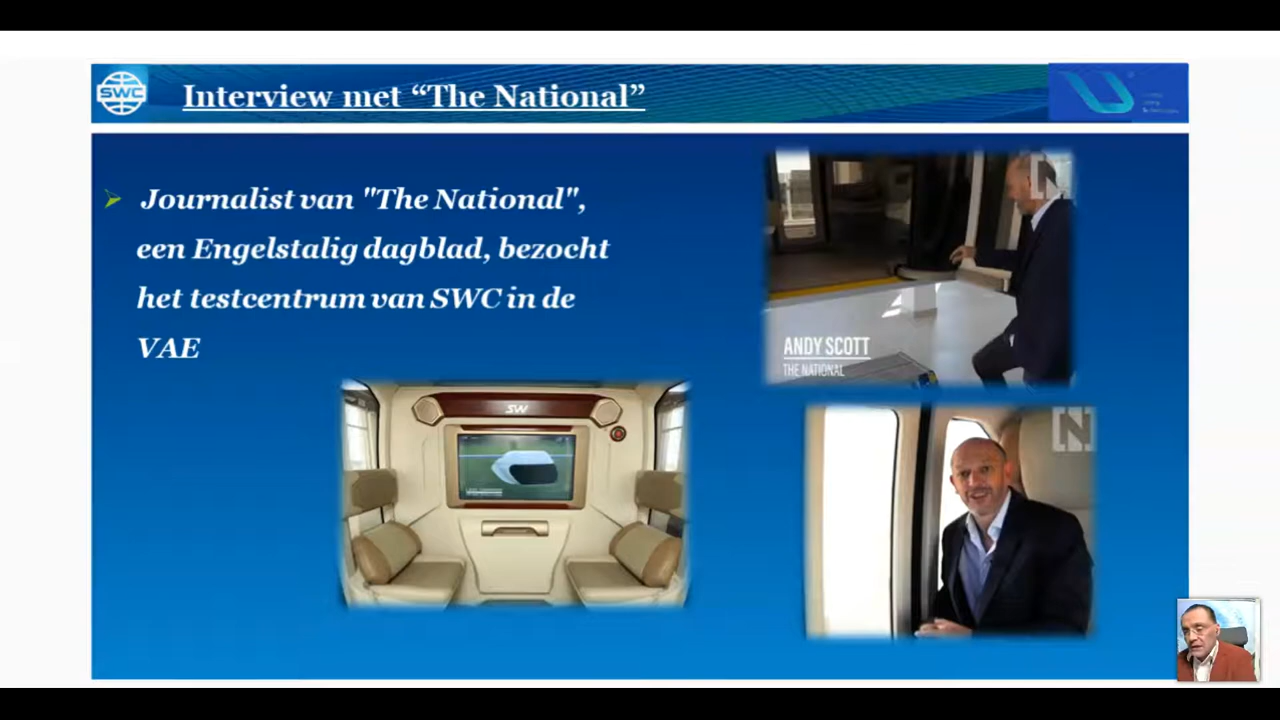 SWC
Interview met “The National”
Journalist van "The National",
een Engelstalig dagblad, bezocht
het testcentrum van SWC in de
VAE
N
ANDY SCOTT
THE NATIONAL
SW
N